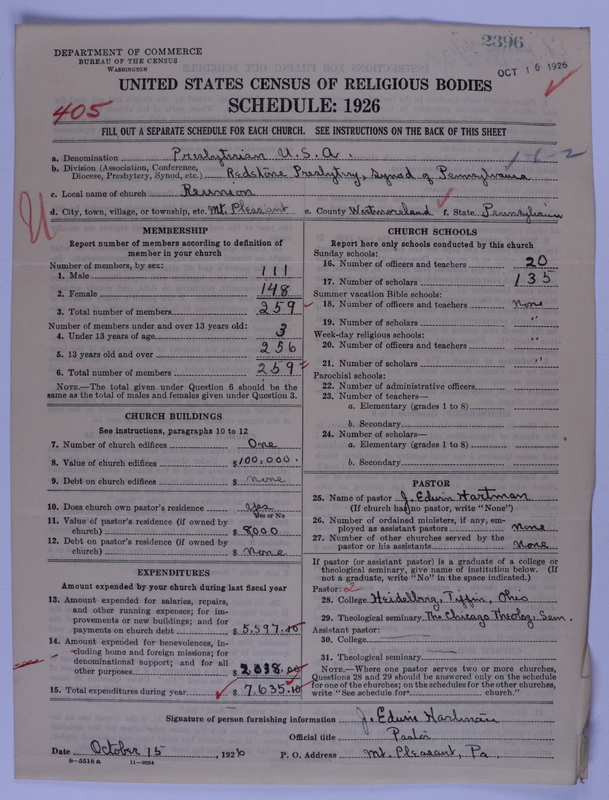 2396
DEPARTMENT OF COMMERCE
BUREAU OF THE CENSUS
WASHINGTON
OCT 16 1926
UNITED STATES CENSUS OF RELIGIOUS BODIES
SCHEDULE: 1926
405
FILL OUT A SEPARATE SCHEDULE FOR EACH CHURCH. SEE INSTRUCTIONS ON THE BACK OF THIS SHEET
a. Denomination Presbyterian U.S.A.
1-1-2
b. Division (Association, Conference, Diocese, Presbytery, Synod, etc.) Redstone Presbytry, Synod of Pennsylvania
c. Local name of church Reunion
d. City, town, village, or township, etc. Mt. Pleasant e. County Westmoreland f. State Pennsylvania
MEMBERSHIP
Report number of members according to definition of
member in your church
Number of members, by sex:
1. Male 111
2. Female 148
3. Total number of members 259
Number of members under and over 13 years old:
4. Under 13 years of age 3
5. 13 years old and over 256
6. Total number of members 259
NOTE.—The total given under Question 6 should be
same as the total of males and females given under Question 3.
CHURCH BUILDINGS
See instructions, paragraphs 10 to 12
7. Number of church edifices One
8. Value of church edifices $100,000.
9. Debt on church edifices $ None
10. Does church own pastor's residence Yes
Yes or No
11. Value of pastor's residence (if owned by
church) $ 8,000
12. Debt on pastor's residence (if owned by
church) $ None
EXPENDITURES
Amount expended by your church during last fiscal year
13. Amount expended for salaries, repairs,
and other running expenses; for im-
provements or new buildings; and for
payments on church debt $ 5,597.10
14. Amount expended for benevolences, in-
cluding home and foreign missions; for
denominational support; and for all
other purposes $ 2038.00
15. Total expenditures during year $ 7,635.10
CHURCH SCHOOLS
Report here only schools conducted by this church
Sunday schools:
16. Number of officers and teachers 20
17. Number of scholars 135
Summer vacation Bible schools:
18. Number of officers and teachers None
19. Number of scholars "
Week-day religious schools:
20. Number of officers and teachers "
21. Number of scholars "
Parochial schools:
22. Number of administrative officers
23. Number of teachers—
a. Elementary (grades 1 to 8)
b. Secondary
24. Number of scholars—
a. Elementary (grades 1 to 8)
b. Secondary
PASTOR
25. Name of pastor J. Edwin Hartman
(If church has no pastor, write "None")
26. Number of ordained ministers, if any, em-
ployed as assistant pastors None
27. Number of other churches served by the
pastor or his assistants None
If pastor (or assistant pastor) is a graduate of a college or
theological seminary, give name of institution below. (If
not a graduate, write "No" in the space indicated.)
Pastor: 2
28. College Heidelberg, Tiffin, Ohio
29. Theological seminary The Chicago Theolog. Sem.
Assistant pastor:
30. College
31. Theological seminary
NOTE.—Where one pastor serves two or more churches,
Questions 28 and 29 should be answered only on the schedule
for one of the churches; on the schedules for the other churches,
write "See schedule for church."
Signature of person furnishing information J. Edwin Hartman
Official title Pastor
Date October 15, 1926 P. O. Address Mt. Pleasant, Pa.
8—5518 a 11—9054